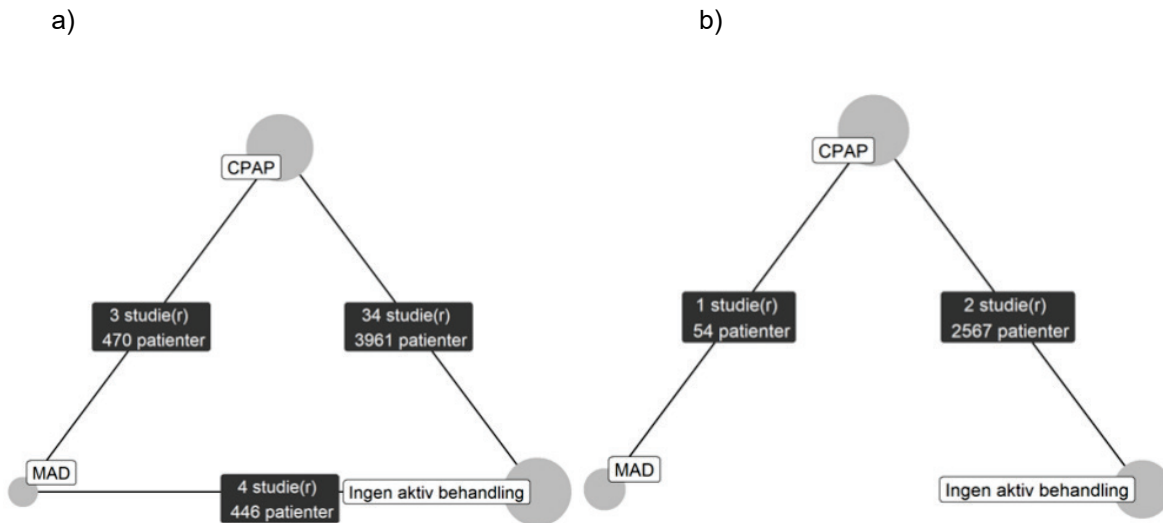 a)
b)
CPAP
CPAP
3 studie(r)
470 patienter
34 studie(r)
3961 patienter
1 studie(r)
54 patienter
2 studie(r)
2567 patienter
MAD
4 studie(r)
446 patienter
Ingen aktiv behandling
MAD
Ingen aktiv behandling